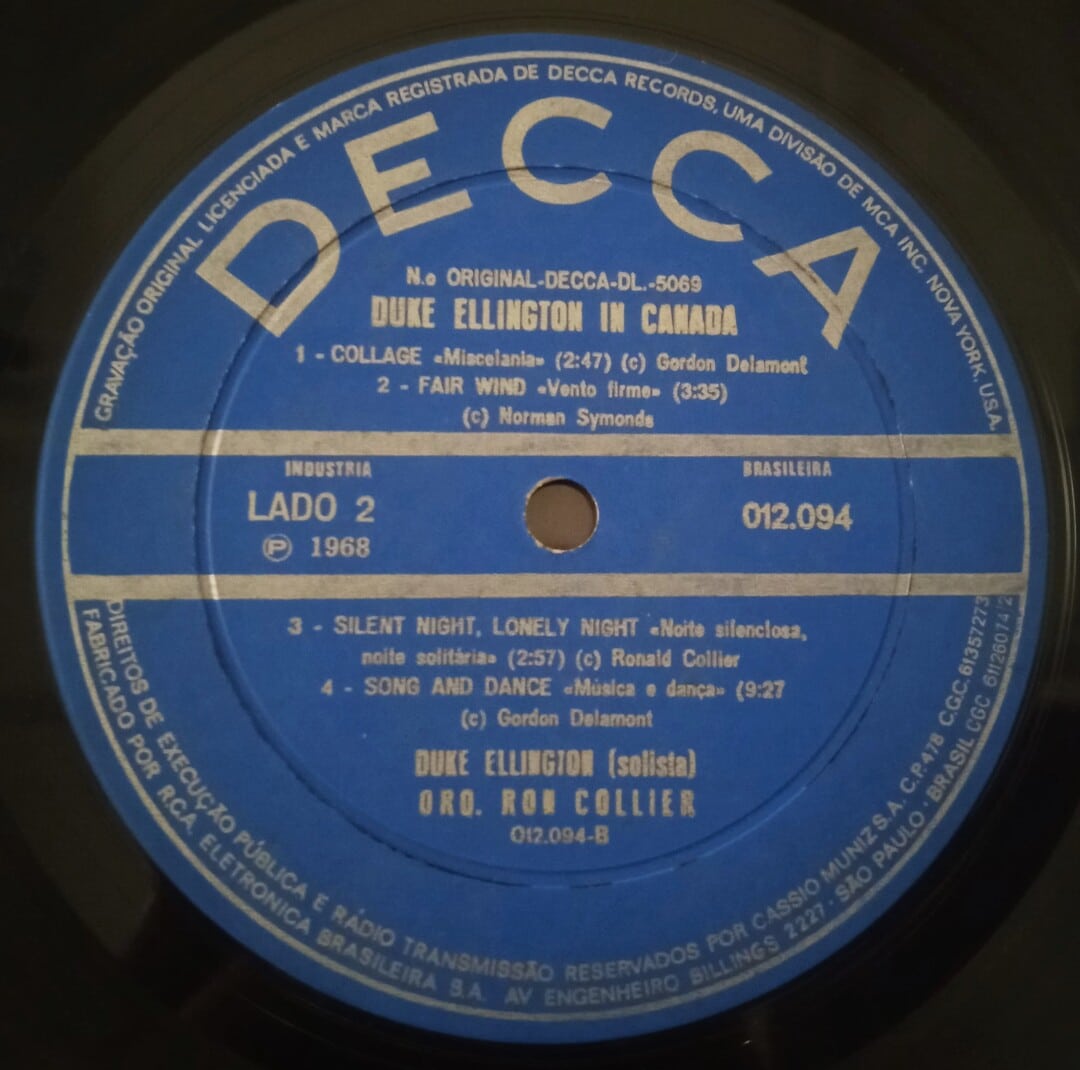 GRAVAÇÃO ORIGINAL LICENCIADA E MARCA REGISTRADA DE DECCA RECORDS, UMA DIVISÃO DE MCA INC. NOVA YORK, U.S.A.
DECCA
N.o ORIGINAL-DECCA-DL.-5069
DUKE ELLINGTON IN CANADA
1 - COLLAGE «Miscelania» (2:47) (c) Gordon Delamont
2 - FAIR WIND «Vento firme» (3:35)
(c) Norman Symonds
INDUSTRIA BRASILEIRA
LADO 2 012.094
℗ 1968
3 - SILENT NIGHT, LONELY NIGHT «Noite silenciosa,
noite solitária» (2:57) (c) Ronald Collier
4 - SONG AND DANCE «Música e dança» (9:27
(c) Gordon Delamont
DUKE ELLINGTON (solista)
ORQ. RON COLLIER
012.094-B
DIREITOS DE EXECUÇÃO PÚBLICA E RÁDIO TRANSMISSÃO RESERVADOS POR CASSIO MUNIZ S.A. C.P. 478 C.G.C. 61357273
FABRICADO POR RCA. ELETRONICA BRASILEIRA S.A. AV ENGENHEIRO BILLINGS 2227 · SÃO PAULO · BRASIL CGC 61126074/2